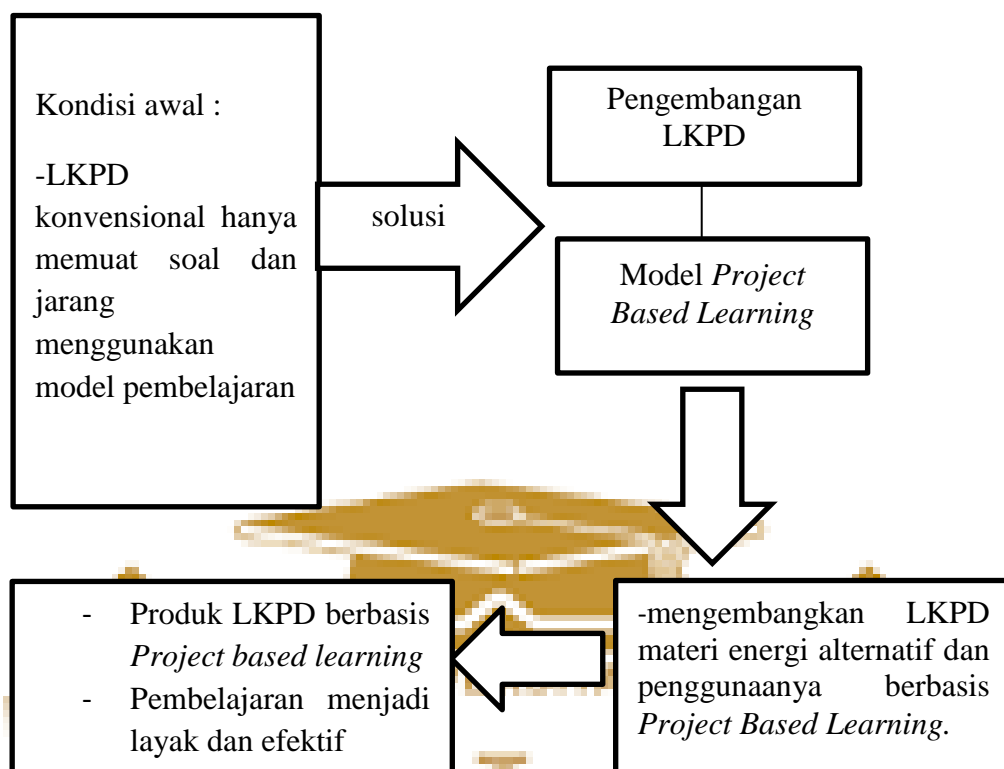 Kondisi awal :
-LKPD
konvensional hanya
memuat soal dan
jarang
menggunakan
model pembelajaran
solusi
Pengembangan
LKPD
Model Project
Based Learning
-mengembangkan LKPD
materi energi alternatif dan
penggunaanya berbasis
Project Based Learning.
- Produk LKPD berbasis
Project based learning
- Pembelajaran menjadi
layak dan efektif